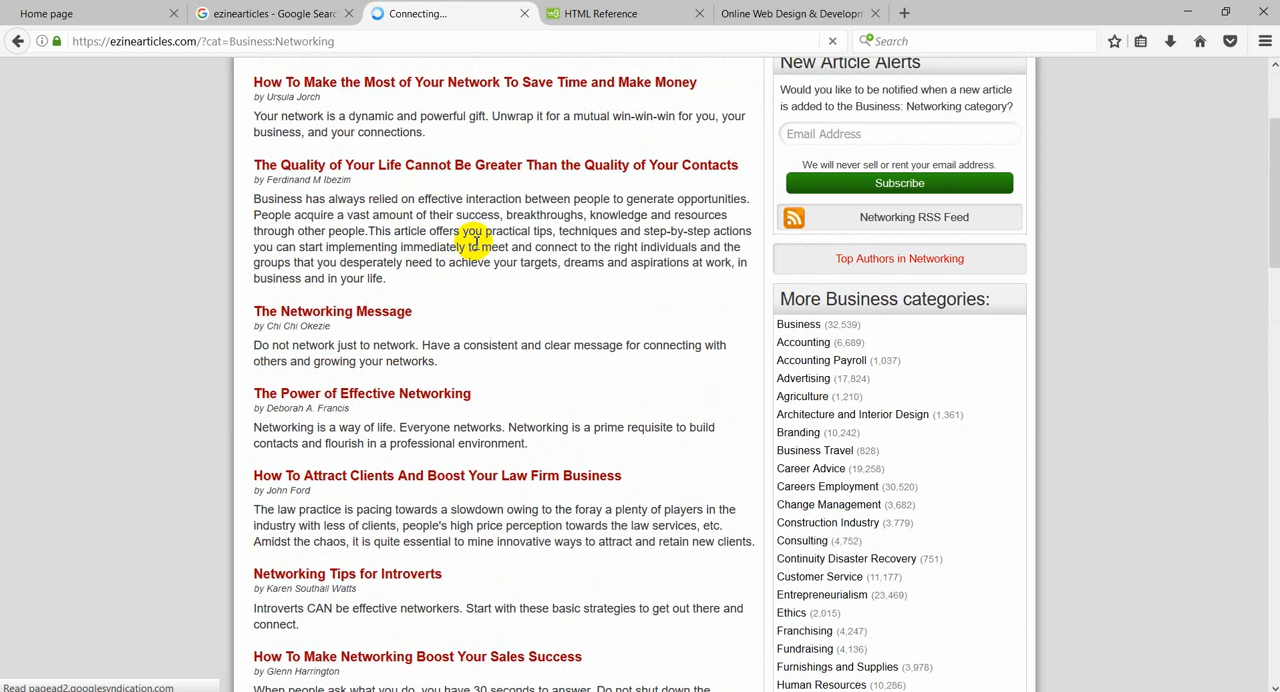 Home page
ezinearticles - Google Searc
Connecting...
HTML Reference
Online Web Design & Developm
https://ezinearticles.com/?cat=Business:Networking
Search
How To Make the Most of Your Network To Save Time and Make Money
by Ursula Jorch
Your network is a dynamic and powerful gift. Unwrap it for a mutual win-win-win for you, your
business, and your connections.
The Quality of Your Life Cannot Be Greater Than the Quality of Your Contacts
by Ferdinand M Ibezim
Business has always relied on effective interaction between people to generate opportunities.
People acquire a vast amount of their success, breakthroughs, knowledge and resources
through other people.This article offers you practical tips, techniques and step-by-step actions
you can start implementing immediately to meet and connect to the right individuals and the
groups that you desperately need to achieve your targets, dreams and aspirations at work, in
business and in your life.
The Networking Message
by Chi Chi Okezie
Do not network just to network. Have a consistent and clear message for connecting with
others and growing your networks.
The Power of Effective Networking
by Deborah A. Francis
Networking is a way of life. Everyone networks. Networking is a prime requisite to build
contacts and flourish in a professional environment.
How To Attract Clients And Boost Your Law Firm Business
by John Ford
The law practice is pacing towards a slowdown owing to the foray a plenty of players in the
industry with less of clients, people's high price perception towards the law services, etc.
Amidst the chaos, it is quite essential to mine innovative ways to attract and retain new clients.
Networking Tips for Introverts
by Karen Southall Watts
Introverts CAN be effective networkers. Start with these basic strategies to get out there and
connect.
How To Make Networking Boost Your Sales Success
by Glenn Harrington
When people ask what you do, you have 30 seconds to answer. Do not shut down the
New Article Alerts
Would you like to be notified when a new article
is added to the Business: Networking category?
Email Address
We will never sell or rent your email address.
Subscribe
Networking RSS Feed
Top Authors in Networking
More Business categories:
Business (32,539)
Accounting (6,689)
Accounting Payroll (1,037)
Advertising (17,824)
Agriculture (1,210)
Architecture and Interior Design (1,361)
Branding (10,242)
Business Travel (828)
Career Advice (19,258)
Careers Employment (30,520)
Change Management (3,682)
Construction Industry (3,779)
Consulting (4,752)
Continuity Disaster Recovery (751)
Customer Service (11,177)
Entrepreneurialism (23,469)
Ethics (2,015)
Franchising (4,247)
Fundraising (4,136)
Furnishings and Supplies (3,978)
Human Resources (10,286)
Read pagead2.googlesyndication.com